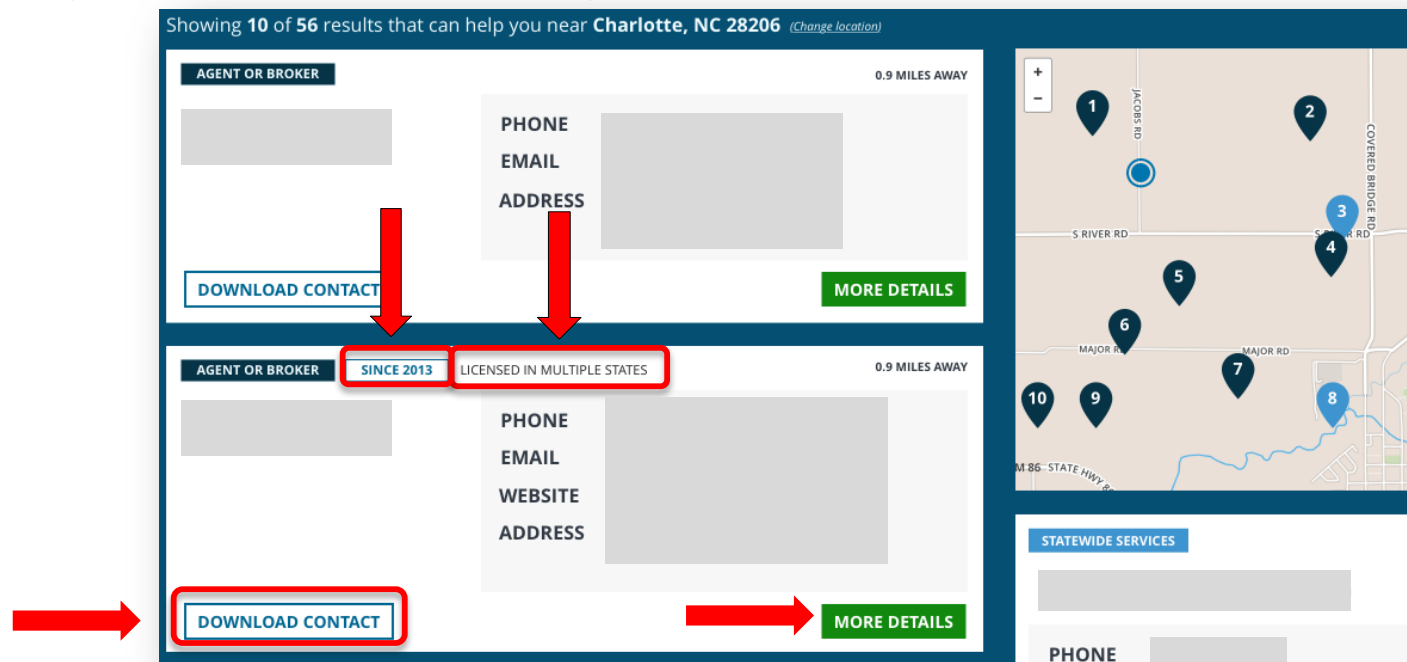 Showing 10 of 56 results that can help you near Charlotte, NC 28206 (Change location)
AGENT OR BROKER
0.9 MILES AWAY
PHONE
EMAIL
ADDRESS
DOWNLOAD CONTACT
MORE DETAILS
AGENT OR BROKER
SINCE 2013
LICENSED IN MULTIPLE STATES
0.9 MILES AWAY
PHONE
EMAIL
WEBSITE
ADDRESS
DOWNLOAD CONTACT
MORE DETAILS
+
−
1
JACOBS RD
2
COVERED BRIDGE RD
3
S RIVER RD
4
5
6
MAJOR RD
7
8
9
10
M 86
STATE HWY 86
STATEWIDE SERVICES
PHONE